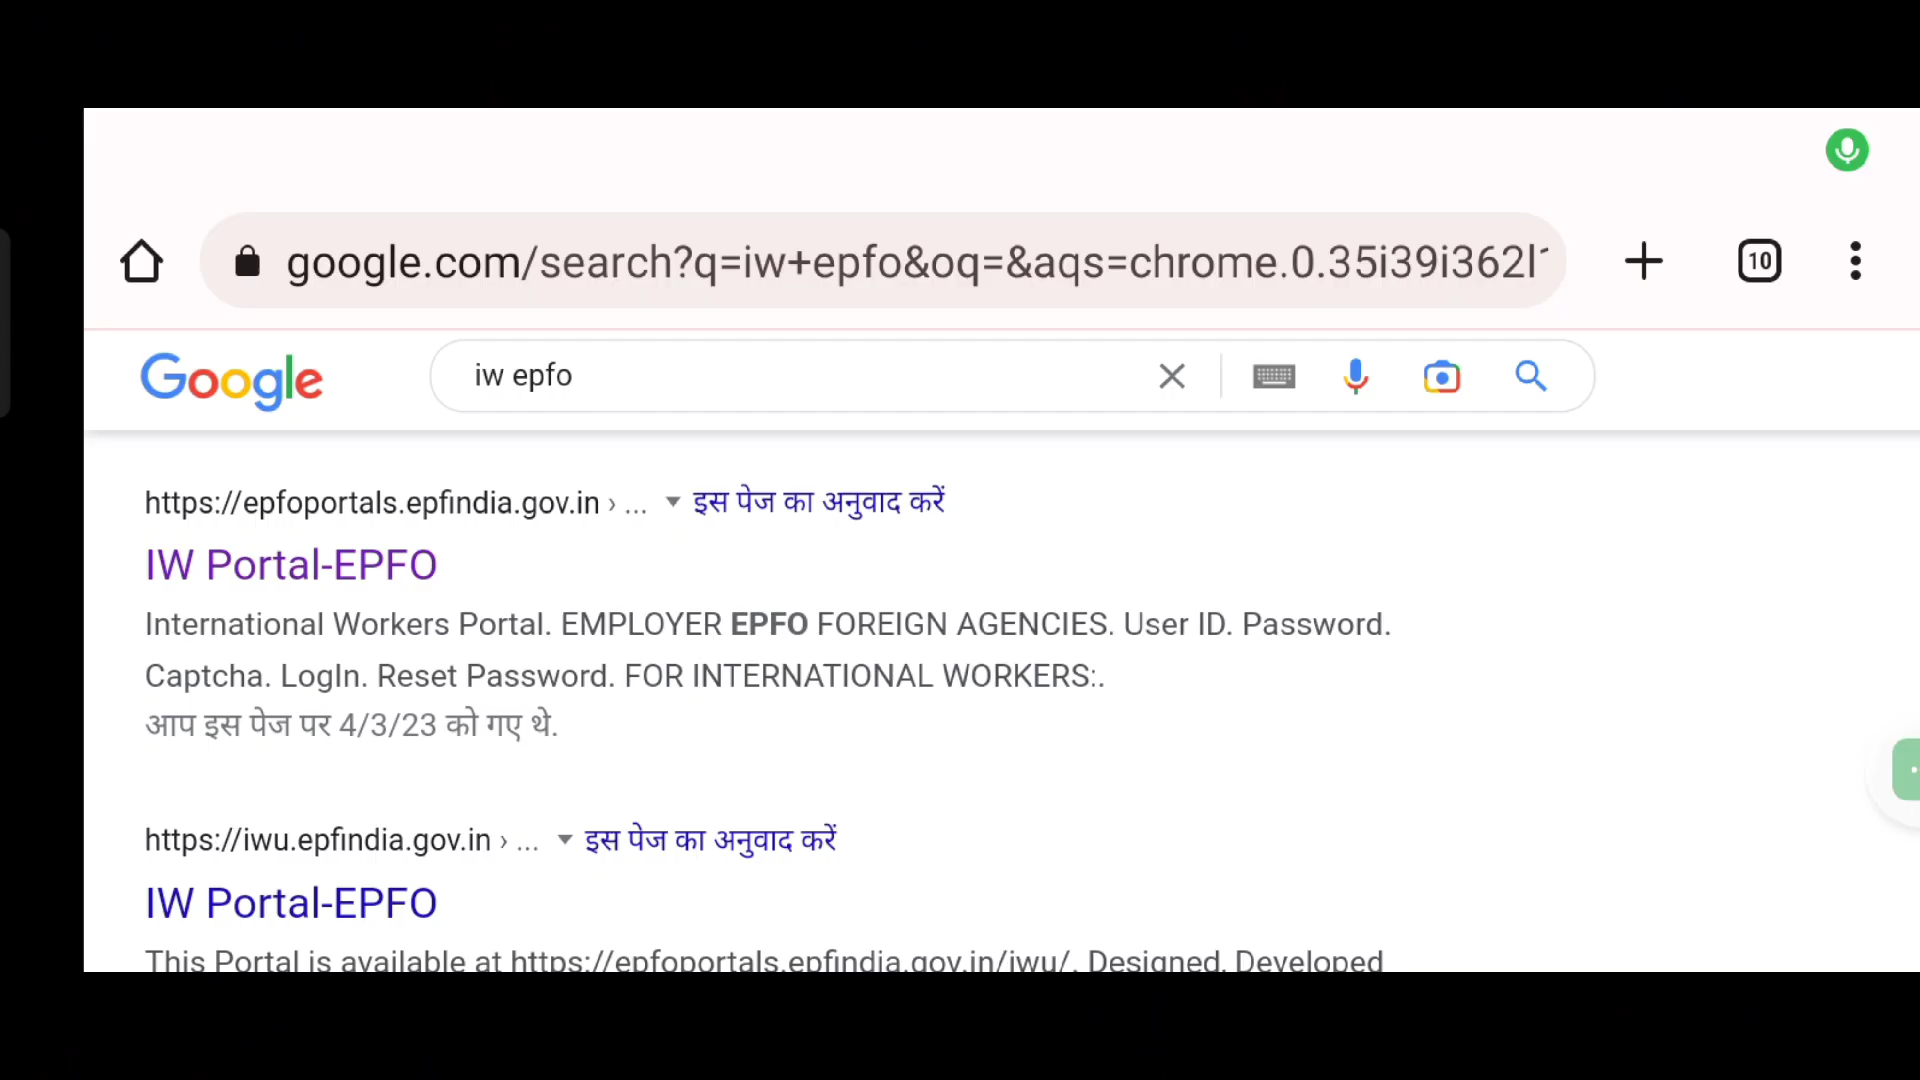 google.com/search?q=iw+epfo&oq=&aqs=chrome.0.35i39i362l
10
Google
iw epfo
https://epfoportals.epfindia.gov.in › ... ▼ इस पेज का अनुवाद करें
IW Portal-EPFO
International Workers Portal. EMPLOYER EPFO FOREIGN AGENCIES. User ID. Password.
Captcha. LogIn. Reset Password. FOR INTERNATIONAL WORKERS:.
आप इस पेज पर 4/3/23 को गए थे.
https://iwu.epfindia.gov.in › ... ▼ इस पेज का अनुवाद करें
IW Portal-EPFO
This Portal is available at https://epfoportals.epfindia.gov.in/iwu/. Designed, Developed